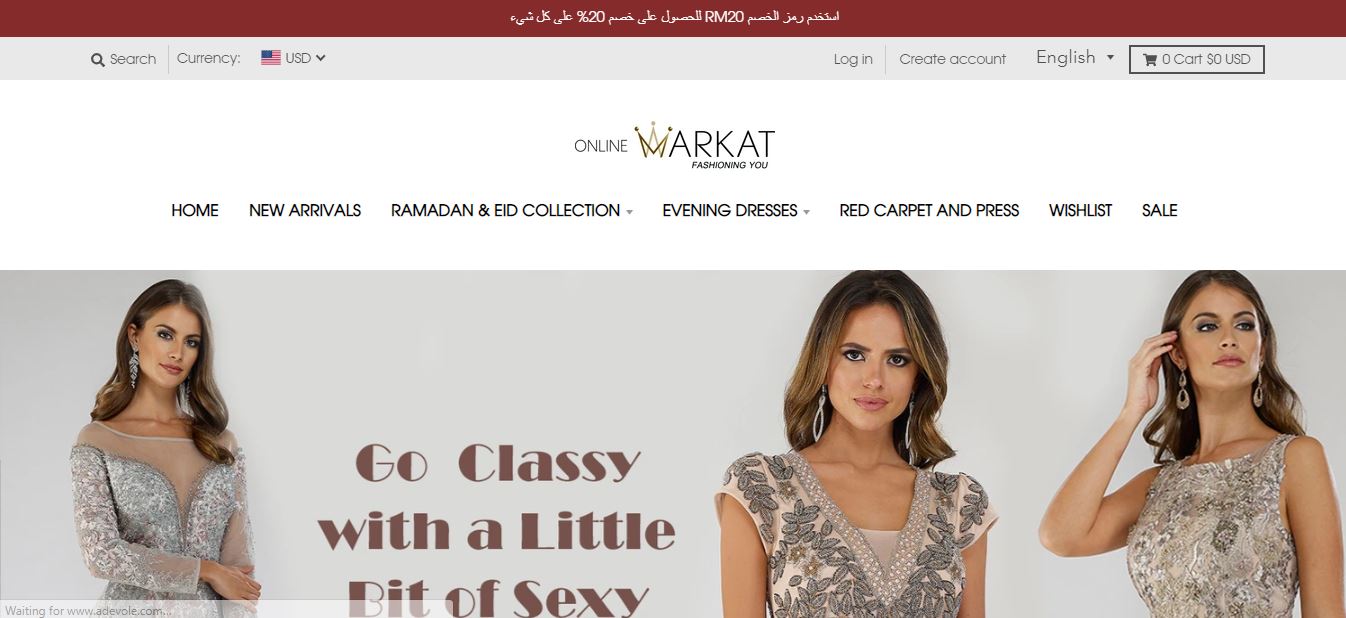 استخدم رمز الخصم RM20 للحصول على خصم 20% على كل شيء
Search Currency: USD Log in Create account English 0 Cart $0 USD
ONLINE MARKAT
FASHIONING YOU
HOME NEW ARRIVALS RAMADAN & EID COLLECTION EVENING DRESSES RED CARPET AND PRESS WISHLIST SALE
Go Classy
with a Little
Bit of Sexy
Waiting for www.adevole.com...